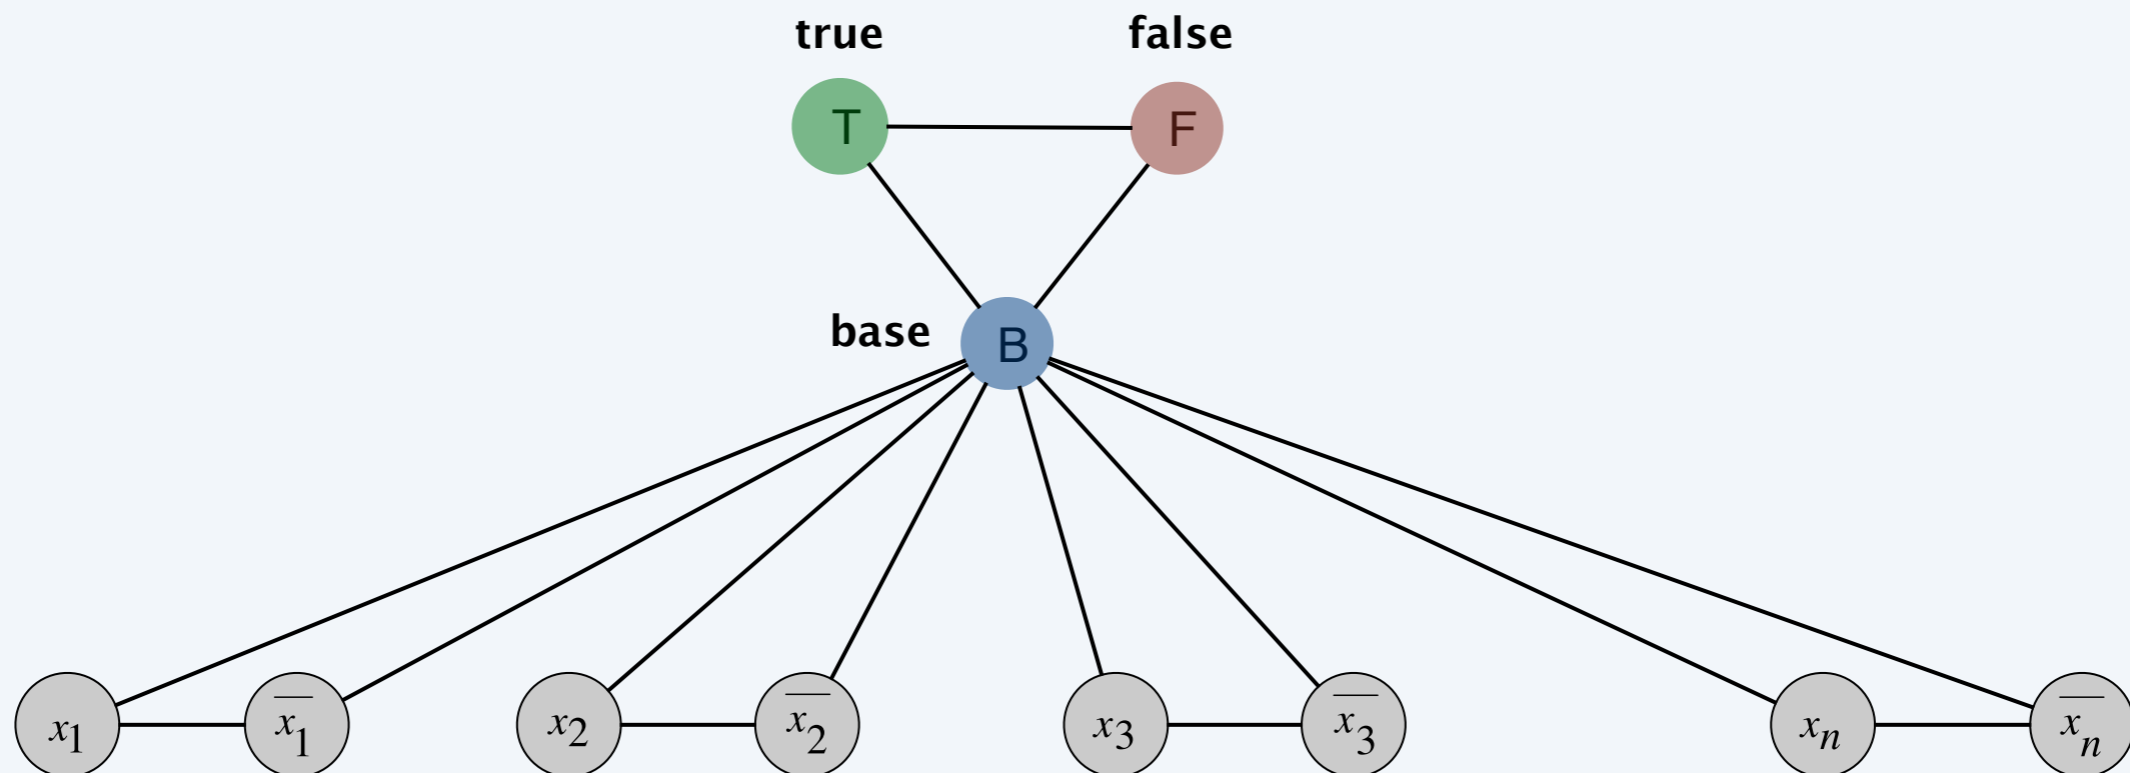 true false
T F
base B
x₁ x̅₁ x₂ x̅₂ x₃ x̅₃ xₙ x̅ₙ